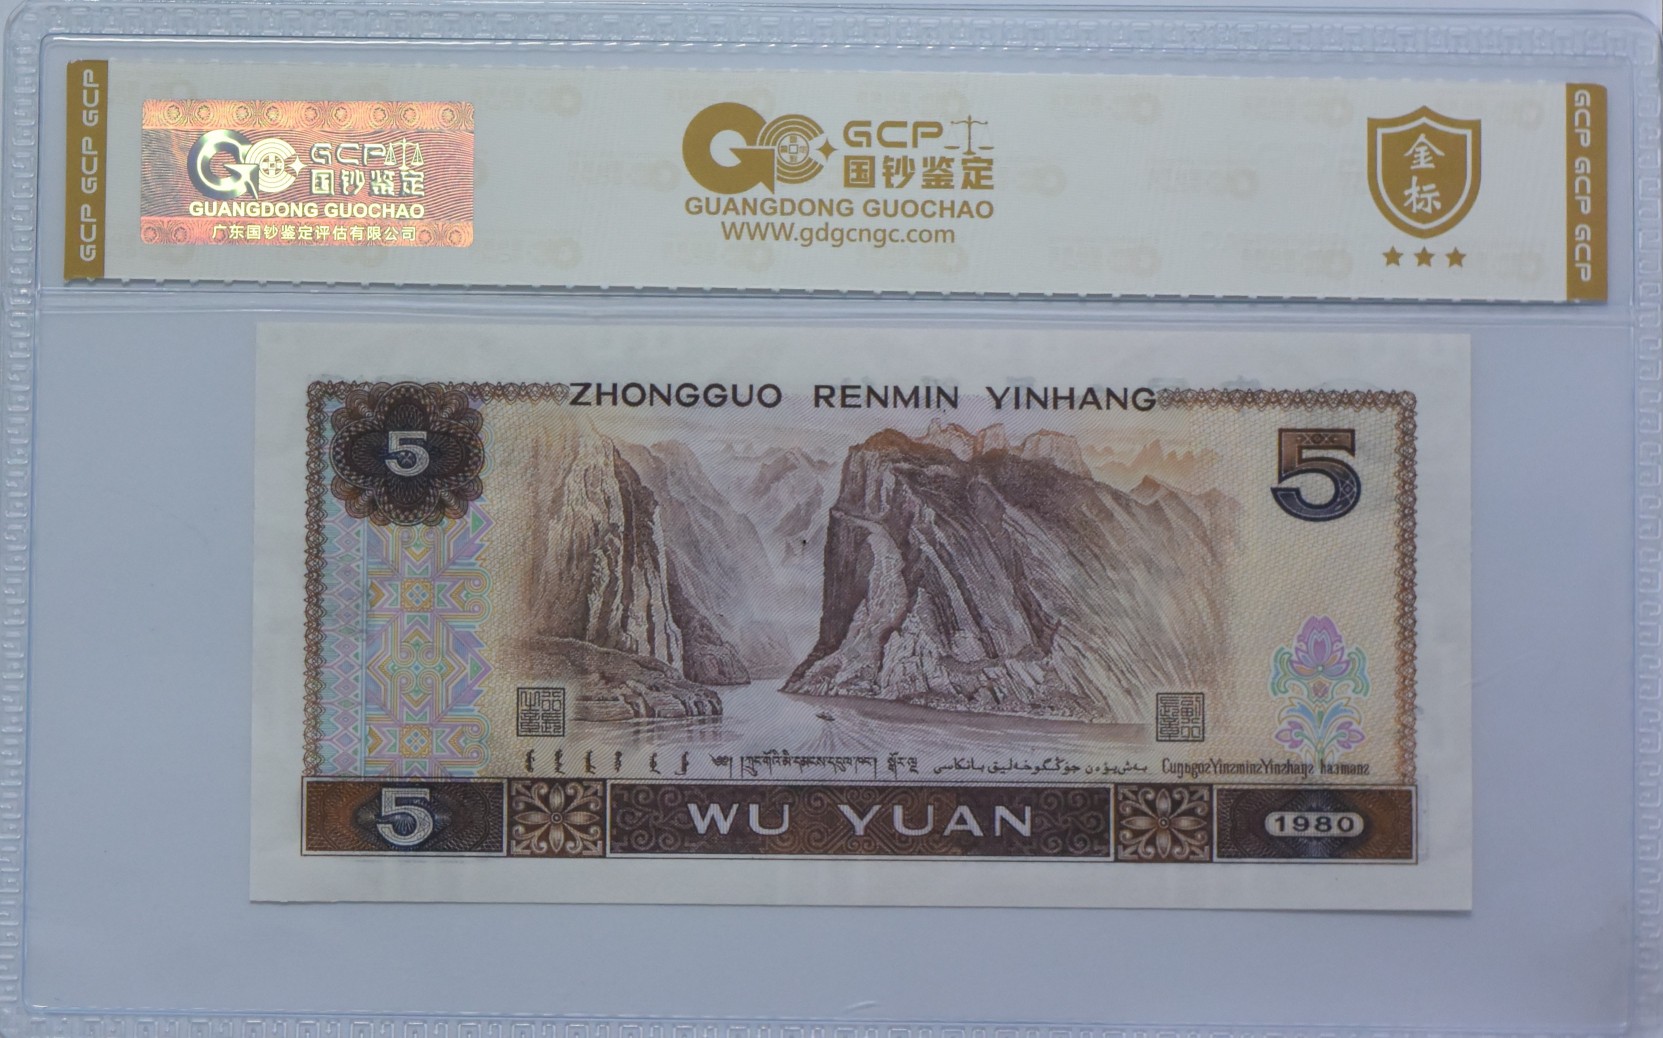 GCP GCP GCP
GCP
国钞鉴定
GUANGDONG GUOCHAO
广东国钞鉴定评估有限公司
GCP
国钞鉴定
GUANGDONG GUOCHAO
WWW.gdgcngc.com
金
标
GCP GCP GCP
ZHONGGUO RENMIN YINHANG
5
5
5
WU YUAN
1980